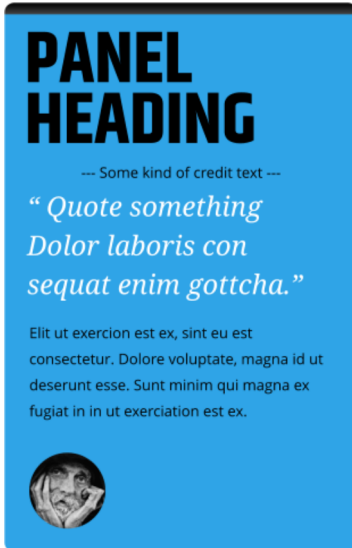 PANEL
HEADING
--- Some kind of credit text ---
“ Quote something
Dolor laboris con
sequat enim gottcha.”
Elit ut exercion est ex, sint eu est
consectetur. Dolore voluptate, magna id ut
deserunt esse. Sunt minim qui magna ex
fugiat in in ut exerciation est ex.